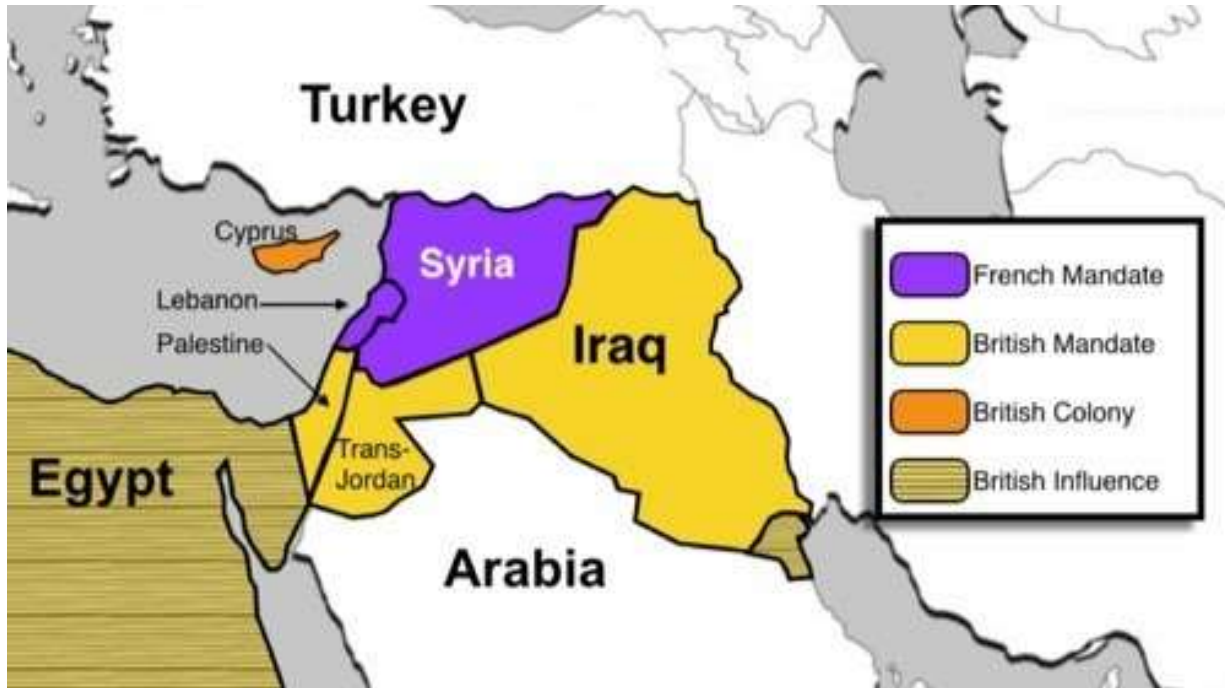 Turkey
Cyprus
Syria
Lebanon
Palestine
Iraq
Trans-
Jordan
Egypt
Arabia
French Mandate
British Mandate
British Colony
British Influence